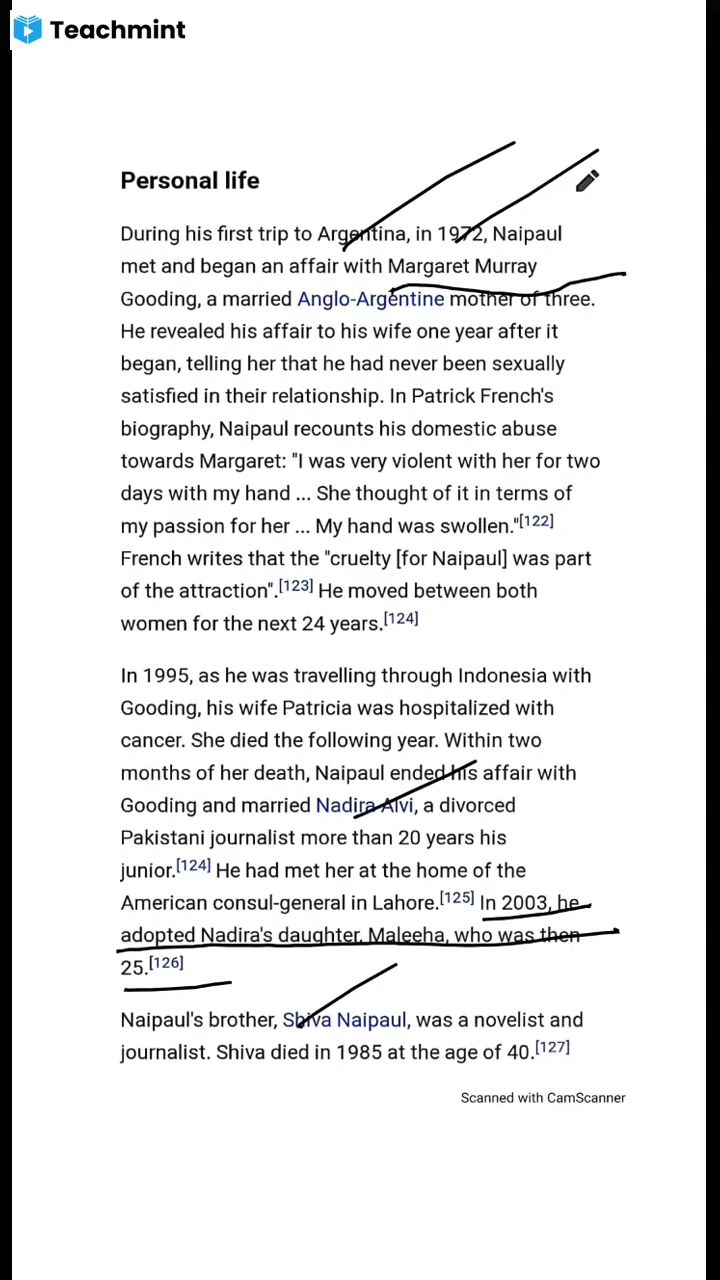 Teachmint
Personal life
During his first trip to Argentina, in 1972, Naipaul
met and began an affair with Margaret Murray
Gooding, a married Anglo-Argentine mother of three.
He revealed his affair to his wife one year after it
began, telling her that he had never been sexually
satisfied in their relationship. In Patrick French's
biography, Naipaul recounts his domestic abuse
towards Margaret: "I was very violent with her for two
days with my hand ... She thought of it in terms of
my passion for her ... My hand was swollen."[122]
French writes that the "cruelty [for Naipaul] was part
of the attraction".[123] He moved between both
women for the next 24 years.[124]
In 1995, as he was travelling through Indonesia with
Gooding, his wife Patricia was hospitalized with
cancer. She died the following year. Within two
months of her death, Naipaul ended his affair with
Gooding and married Nadira Alvi, a divorced
Pakistani journalist more than 20 years his
junior.[124] He had met her at the home of the
American consul-general in Lahore.[125] In 2003, he
adopted Nadira's daughter, Maleeha, who was then
25.[126]
Naipaul's brother, Shiva Naipaul, was a novelist and
journalist. Shiva died in 1985 at the age of 40.[127]
Scanned with CamScanner